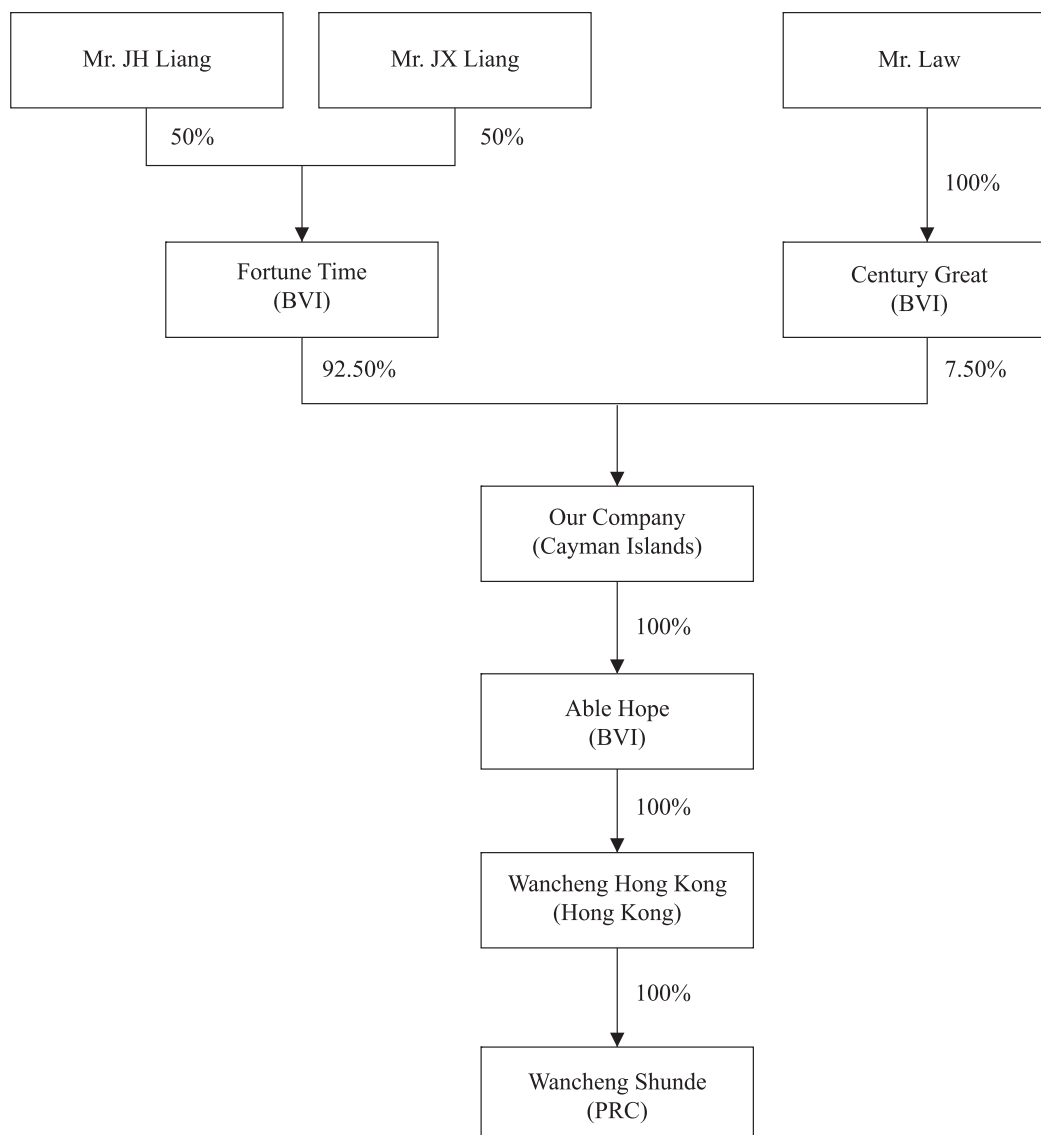 Mr. JH Liang
Mr. JX Liang
Mr. Law
50%
50%
100%
Fortune Time
(BVI)
Century Great
(BVI)
92.50%
7.50%
Our Company
(Cayman Islands)
100%
Able Hope
(BVI)
100%
Wancheng Hong Kong
(Hong Kong)
100%
Wancheng Shunde
(PRC)